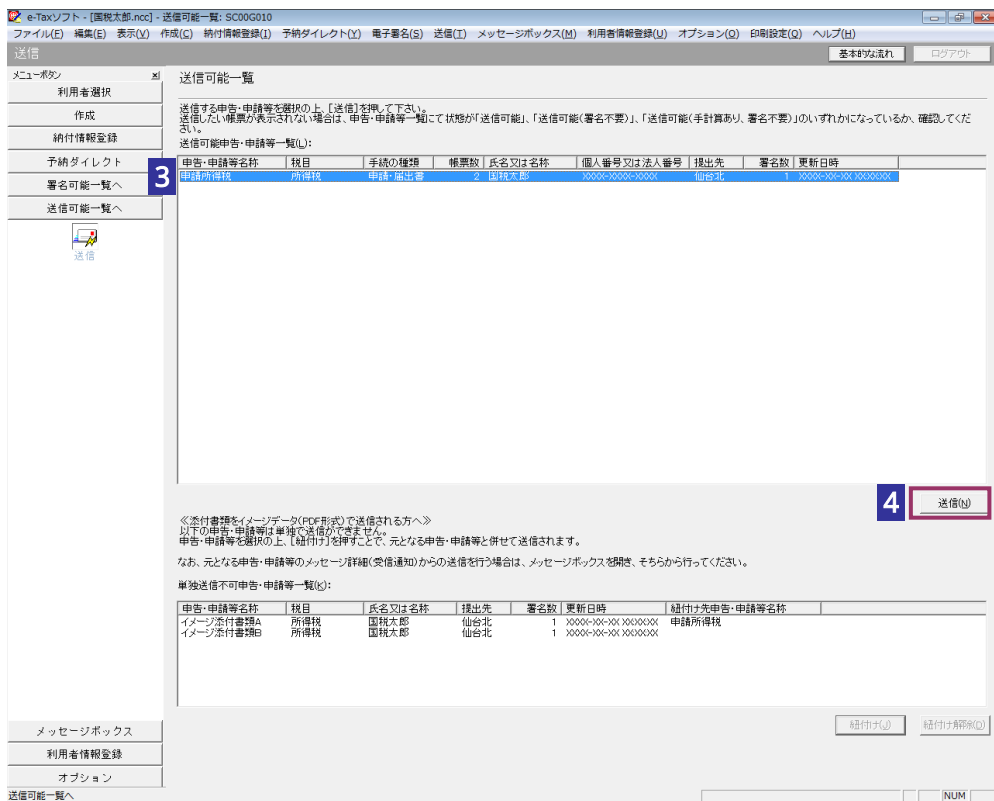 e-Taxソフト - [国税太郎.ncc] - 送信可能一覧: SC00G010
ファイル(F) 編集(E) 表示(V) 作成(C) 納付情報登録(I) 予納ダイレクト(Y) 電子署名(S) 送信(T) メッセージボックス(M) 利用者情報登録(U) オプション(O) 印刷設定(Q) ヘルプ(H)
送信 基本的な流れ ログアウト
メニューボタン x
利用者選択
作成
納付情報登録
予納ダイレクト
署名可能一覧へ
送信可能一覧へ
送信
送信可能一覧
送信する申告・申請等を選択の上、[送信]を押して下さい。
送信したい帳票が表示されない場合は、申告・申請等一覧にて状態が「送信可能」、「送信可能(署名不要)」、「送信可能(手計算あり、署名不要)」のいずれかになっているか、確認してくだ
さい。
送信可能申告・申請等一覧(L):
申告・申請等名称 税目 手続の種類 帳票数 氏名又は名称 個人番号又は法人番号 提出先 署名数 更新日時
3 申請所得税 所得税 申請・届出書 2 国税太郎 XXXX-XXXX-XXXX 仙台北 1 XXXX-XX-XX XXXXXX
4 送信(N)
≪添付書類をイメージデータ(PDF形式)で送信される方へ≫
以下の申告・申請等は単独で送信ができません。
申告・申請等を選択の上、[紐付け]を押すことで、元となる申告・申請等と併せて送信されます。
なお、元となる申告・申請等のメッセージ詳細(受信通知)からの送信を行う場合は、メッセージボックスを開き、そちらから行ってください。
単独送信不可申告・申請等一覧(K):
申告・申請等名称 税目 氏名又は名称 提出先 署名数 更新日時 紐付け先申告・申請等名称
イメージ添付書類A 所得税 国税太郎 仙台北 1 XXXX-XX-XX XXXXXX 申請所得税
イメージ添付書類B 所得税 国税太郎 仙台北 1 XXXX-XX-XX XXXXXX
紐付け(J) 紐付け解除(D)
メッセージボックス
利用者情報登録
オプション
送信可能一覧へ NUM